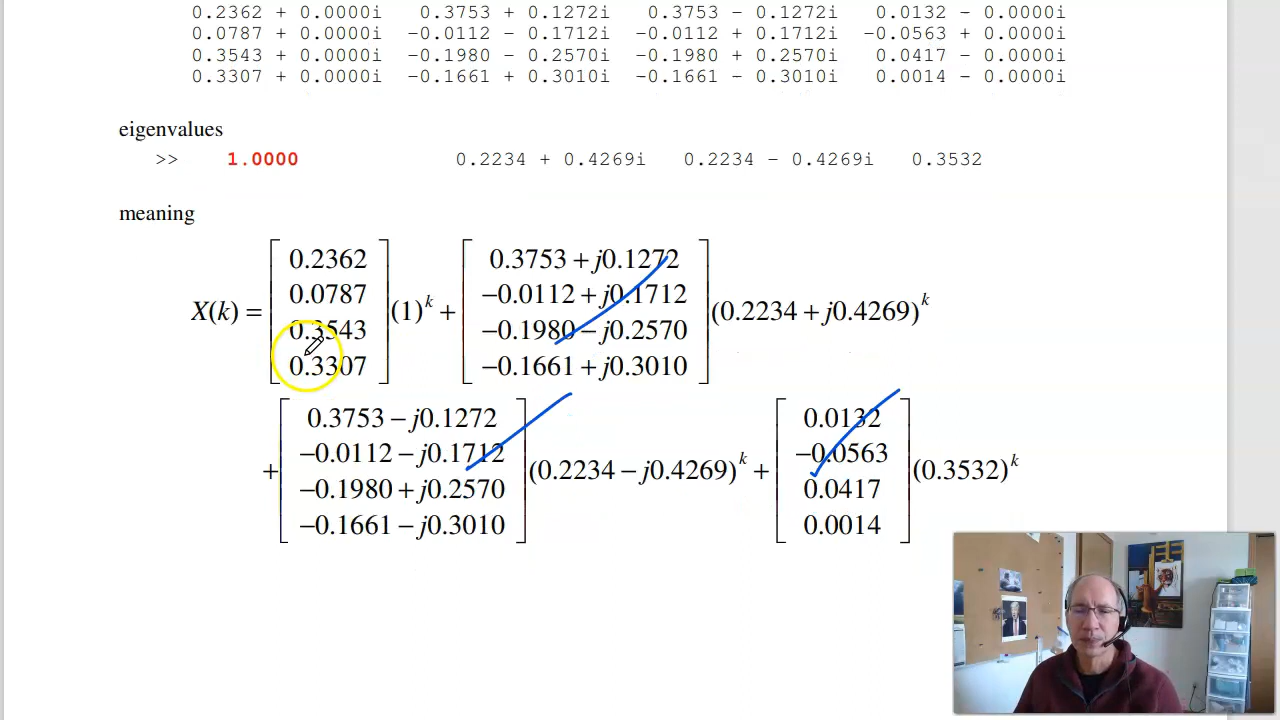 0.2362 + 0.0000i 0.3753 + 0.1272i 0.3753 - 0.1272i 0.0132 - 0.0000i
0.0787 + 0.0000i -0.0112 - 0.1712i -0.0112 + 0.1712i -0.0563 + 0.0000i
0.3543 + 0.0000i -0.1980 - 0.2570i -0.1980 + 0.2570i 0.0417 - 0.0000i
0.3307 + 0.0000i -0.1661 + 0.3010i -0.1661 - 0.3010i 0.0014 - 0.0000i
eigenvalues
>> 1.0000 0.2234 + 0.4269i 0.2234 - 0.4269i 0.3532
meaning
0.2362 0.3753 + j0.1272
0.0787 −0.0112 + j0.1712
X(k) = (1)^k + (0.2234 + j0.4269)^k
0.3543 −0.1980 − j0.2570
0.3307 −0.1661 + j0.3010
0.3753 − j0.1272 0.0132
−0.0112 − j0.1712 −0.0563
+ (0.2234 − j0.4269)^k + (0.3532)^k
−0.1980 + j0.2570 0.0417
−0.1661 − j0.3010 0.0014